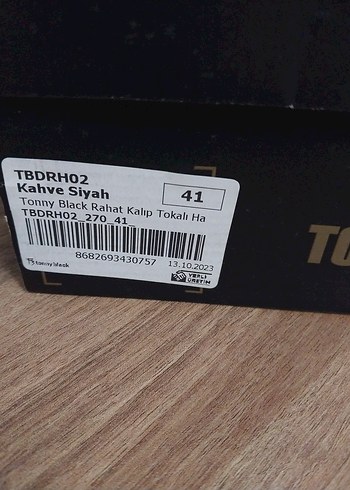 TBDRH02
Kahve Siyah
41
Tonny Black Rahat Kalıp Tokalı Ha
TBDRH02_270_41_
8682693430757
13.10.2023
tonny black
YERLİ
ÜRETİM
TO